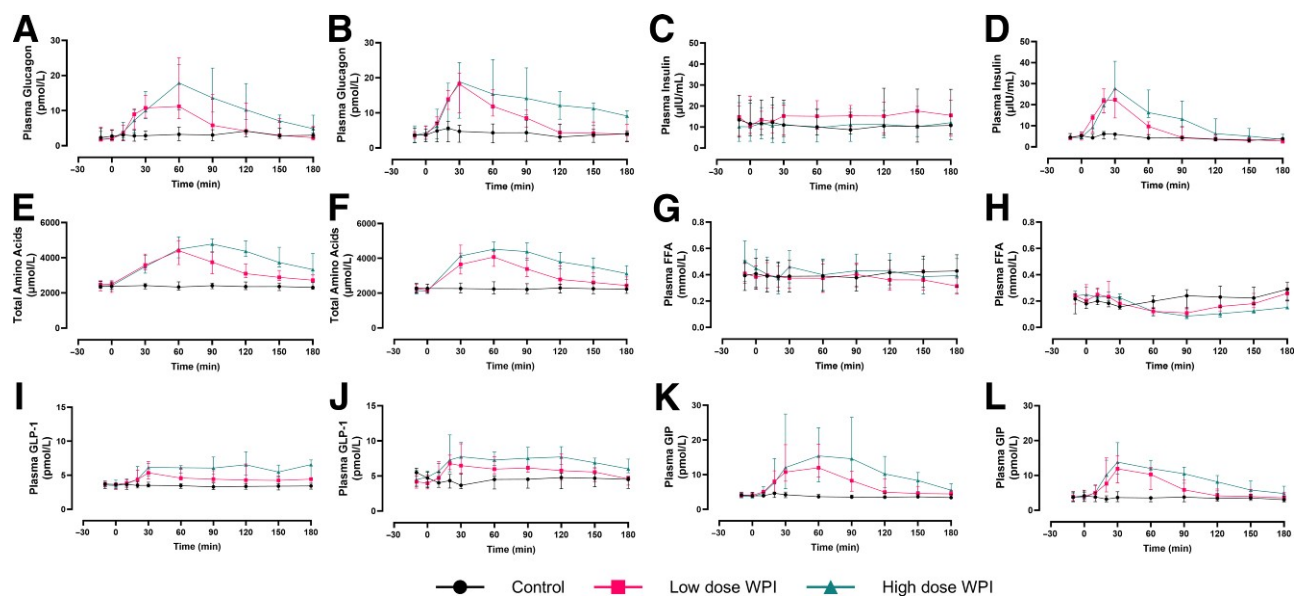 A
Plasma Glucagon
(pmol/L)
30
20
10
0
−30 0 30 60 90 120 150 180
Time (min)
B
Plasma Glucagon
(pmol/L)
30
20
10
0
−30 0 30 60 90 120 150 180
Time (min)
C
Plasma Insulin
(µIU/mL)
50
40
30
20
10
0
−30 0 30 60 90 120 150 180
Time (min)
D
Plasma Insulin
(µIU/mL)
50
40
30
20
10
0
−30 0 30 60 90 120 150 180
Time (min)
E
Total Amino Acids
(µmol/L)
6000
4000
2000
0
−30 0 30 60 90 120 150 180
Time (min)
F
Total Amino Acids
(µmol/L)
6000
4000
2000
0
−30 0 30 60 90 120 150 180
Time (min)
G
Plasma FFA
(mmo/L)
0.8
0.6
0.4
0.2
0.0
−30 0 30 60 90 120 150 180
Time (min)
H
Plasma FFA
(mmo/L)
0.8
0.6
0.4
0.2
0.0
−30 0 30 60 90 120 150 180
Time (min)
I
Plasma GLP-1
(pmol/L)
15
10
5
0
−30 0 30 60 90 120 150 180
Time (min)
J
Plasma GLP-1
(pmol/L)
15
10
5
0
−30 0 30 60 90 120 150 180
Time (min)
K
Plasma GIP
(pmol/L)
30
20
10
0
−30 0 30 60 90 120 150 180
Time (min)
L
Plasma GIP
(pmol/L)
30
20
10
0
−30 0 30 60 90 120 150 180
Time (min)
Control Low dose WPI High dose WPI